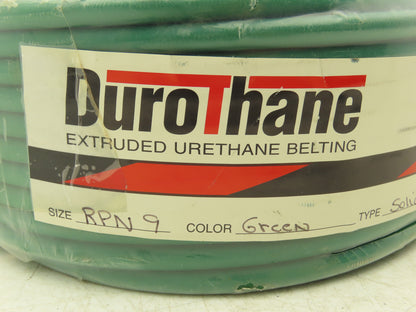 DuroThane
EXTRUDED URETHANE BELTING
SIZE RPN 9 COLOR Green TYPE